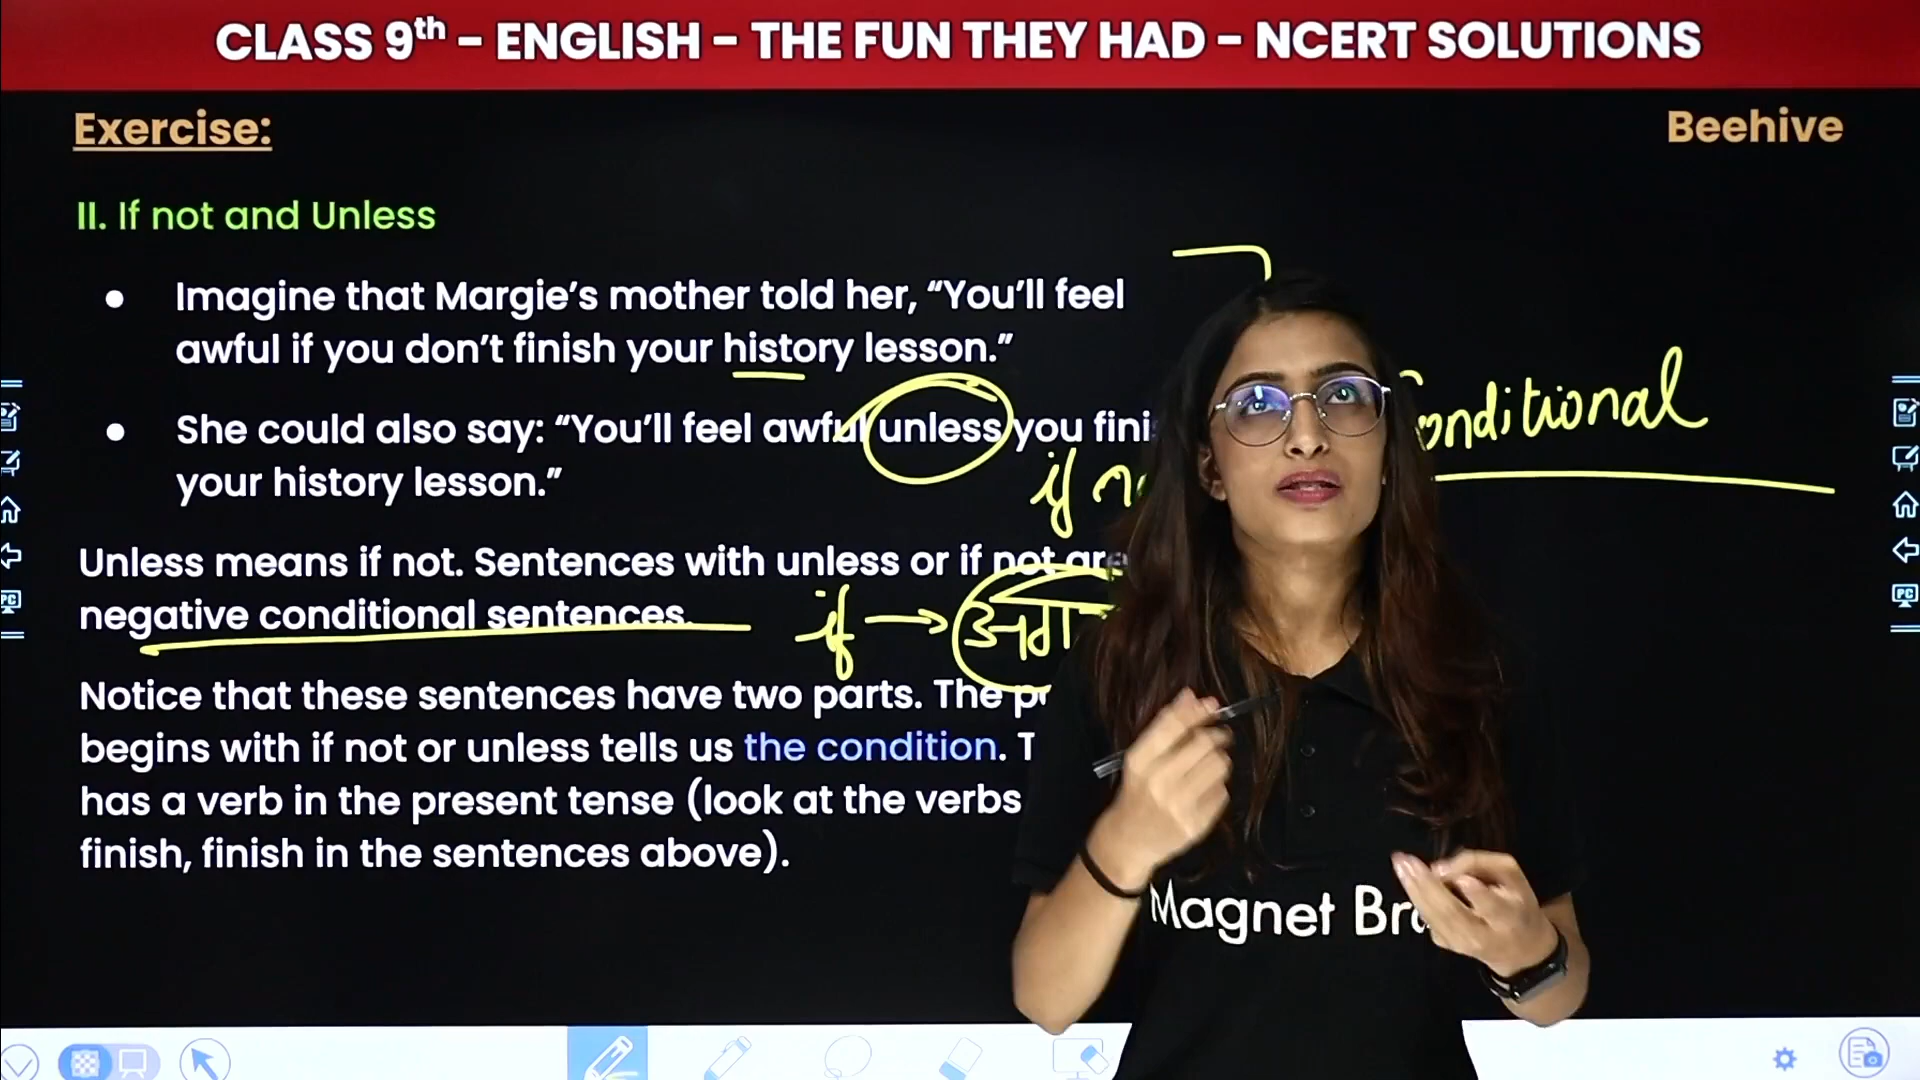 CLASS 9th - ENGLISH - THE FUN THEY HAD - NCERT SOLUTIONS
Exercise:
Beehive
II. If not and Unless
● Imagine that Margie's mother told her, “You'll feel
awful if you don't finish your history lesson.”
Conditional
● She could also say: “You'll feel awful unless you
your history lesson.”
if
Unless means if not. Sentences with unless or if not are
negative conditional sentences.
if →
Notice that these sentences have two parts. The
begins with if not or unless tells us the condition.
has a verb in the present tense (look at the verbs
finish, finish in the sentences above).
Magnet
PC
PC